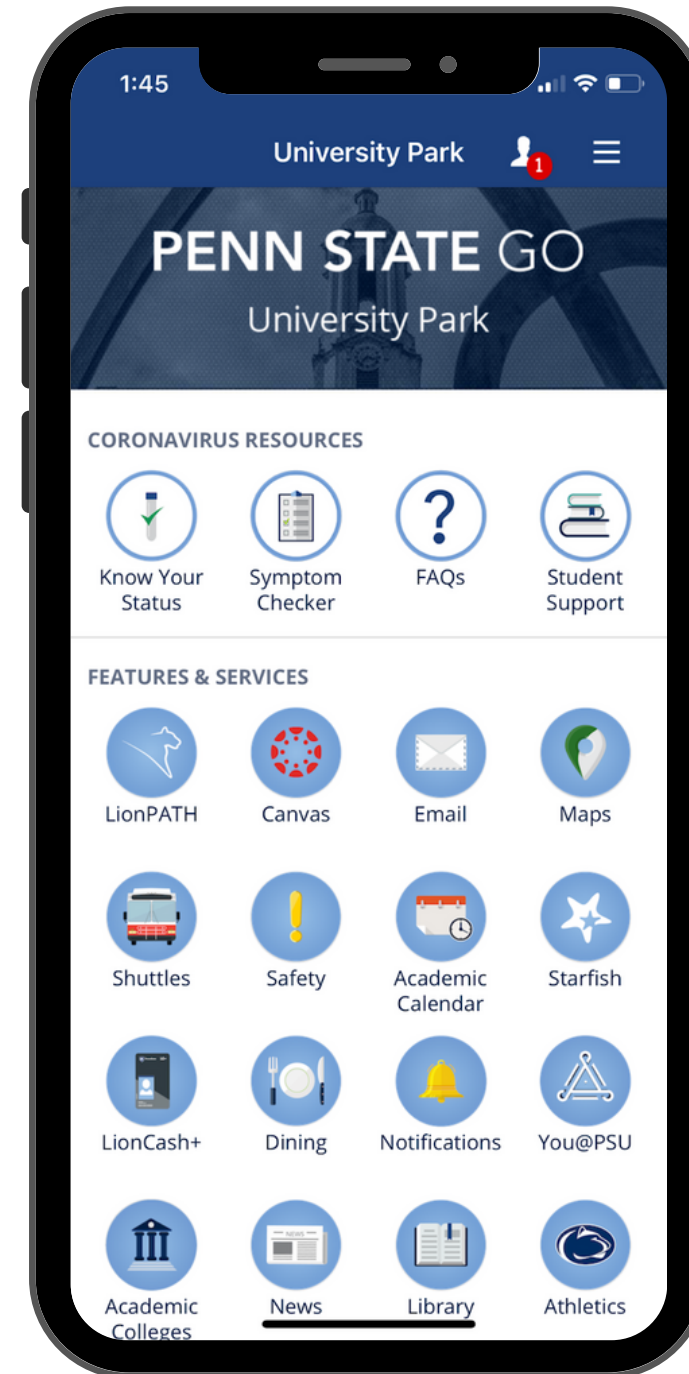 1:45
University Park
1
PENN STATE GO
University Park
CORONAVIRUS RESOURCES
Know Your
Status
Symptom
Checker
FAQs
Student
Support
FEATURES & SERVICES
LionPATH
Canvas
Email
Maps
Shuttles
Safety
Academic
Calendar
Starfish
LionCash+
Dining
Notifications
You@PSU
NEWS
Academic
Colleges
News
Library
Athletics